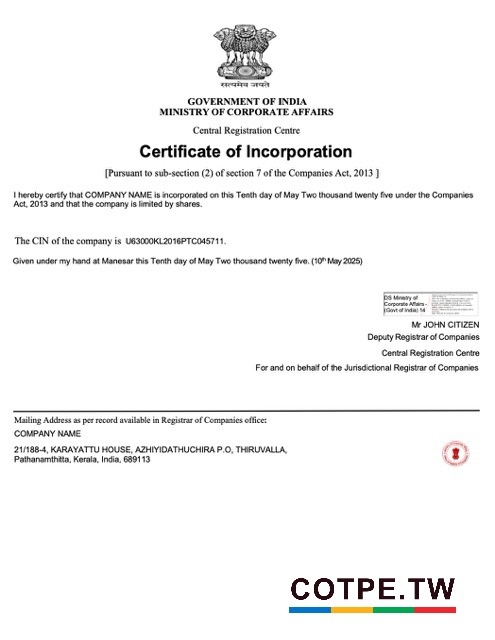 सत्यमेव जयते
GOVERNMENT OF INDIA
MINISTRY OF CORPORATE AFFAIRS
Central Registration Centre
Certificate of Incorporation
[Pursuant to sub-section (2) of section 7 of the Companies Act, 2013 ]
I hereby certify that COMPANY NAME is incorporated on this Tenth day of May Two thousand twenty five under the Companies
Act, 2013 and that the company is limited by shares.
The CIN of the company is U63000KL2016PTC045711.
Given under my hand at Manesar this Tenth day of May Two thousand twenty five. (10th May 2025)
DS Ministry of
Corporate Affairs -
(Govt of India) 14
Mr JOHN CITIZEN
Deputy Registrar of Companies
Central Registration Centre
For and on behalf of the Jurisdictional Registrar of Companies
Mailing Address as per record available in Registrar of Companies office:
COMPANY NAME
21/188-4, KARAYATTU HOUSE, AZHIYIDATHUCHIRA P.O, THIRUVALLA,
Pathanamthitta, Kerala, India, 689113
COTPE.TW